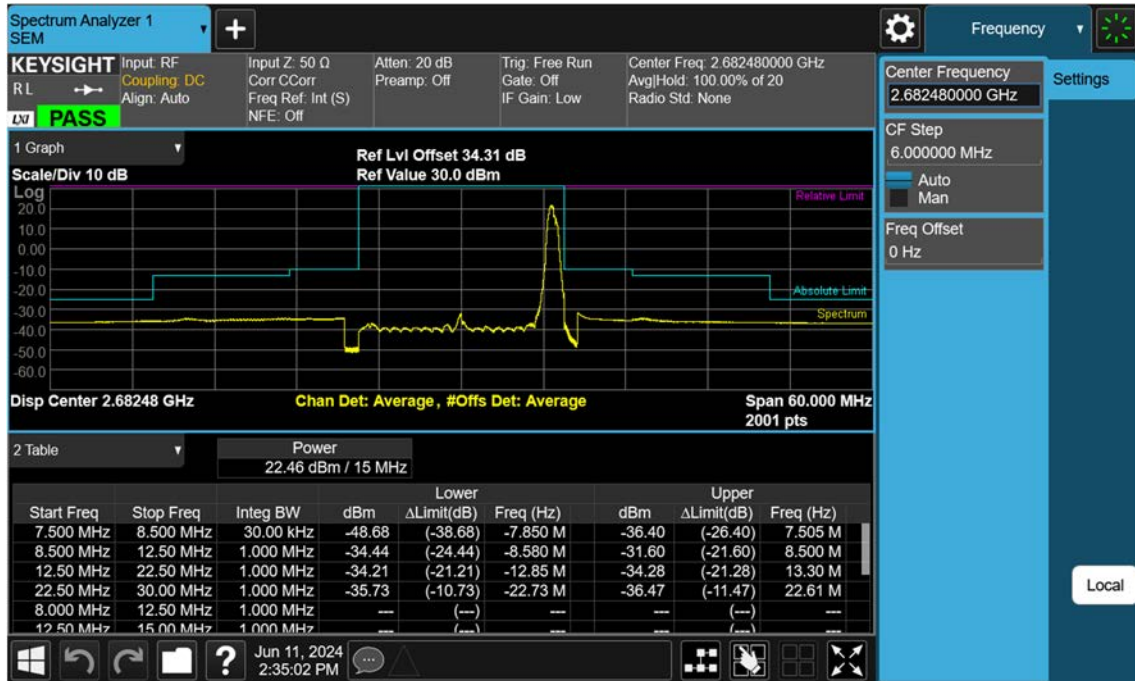 Spectrum Analyzer 1
SEM
Frequency
KEYSIGHT
RL
LXI PASS
Input: RF
Coupling: DC
Align: Auto
Input Z: 50 Ω
Corr CCorr
Freq Ref: Int (S)
NFE: Off
Atten: 20 dB
Preamp: Off
Trig: Free Run
Gate: Off
IF Gain: Low
Center Freq: 2.682480000 GHz
Avg|Hold: 100.00% of 20
Radio Std: None
Center Frequency
2.682480000 GHz
Settings
CF Step
6.000000 MHz
Auto
Man
Freq Offset
0 Hz
1 Graph
Ref Lvl Offset 34.31 dB
Scale/Div 10 dB
Ref Value 30.0 dBm
Log
20.0
10.0
0.00
-10.0
-20.0
-30.0
-40.0
-50.0
-60.0
Relative Limit
Absolute Limit
Spectrum
Disp Center 2.68248 GHz
Chan Det: Average, #Offs Det: Average
Span 60.000 MHz
2001 pts
2 Table
Power
22.46 dBm / 15 MHz
Lower Upper
Start Freq Stop Freq Integ BW dBm ΔLimit(dB) Freq (Hz) dBm ΔLimit(dB) Freq (Hz)
7.500 MHz 8.500 MHz 30.00 kHz -48.68 (-38.68) -7.850 M -36.40 (-26.40) 7.505 M
8.500 MHz 12.50 MHz 1.000 MHz -34.44 (-24.44) -8.580 M -31.60 (-21.60) 8.500 M
12.50 MHz 22.50 MHz 1.000 MHz -34.21 (-21.21) -12.85 M -34.28 (-21.28) 13.30 M
22.50 MHz 30.00 MHz 1.000 MHz -35.73 (-10.73) -22.73 M -36.47 (-11.47) 22.61 M
8.000 MHz 12.50 MHz 1.000 MHz --- (---) --- --- (---) ---
12.50 MHz 15.00 MHz 1.000 MHz --- (---) --- --- (---) ---
Local
Jun 11, 2024
2:35:02 PM